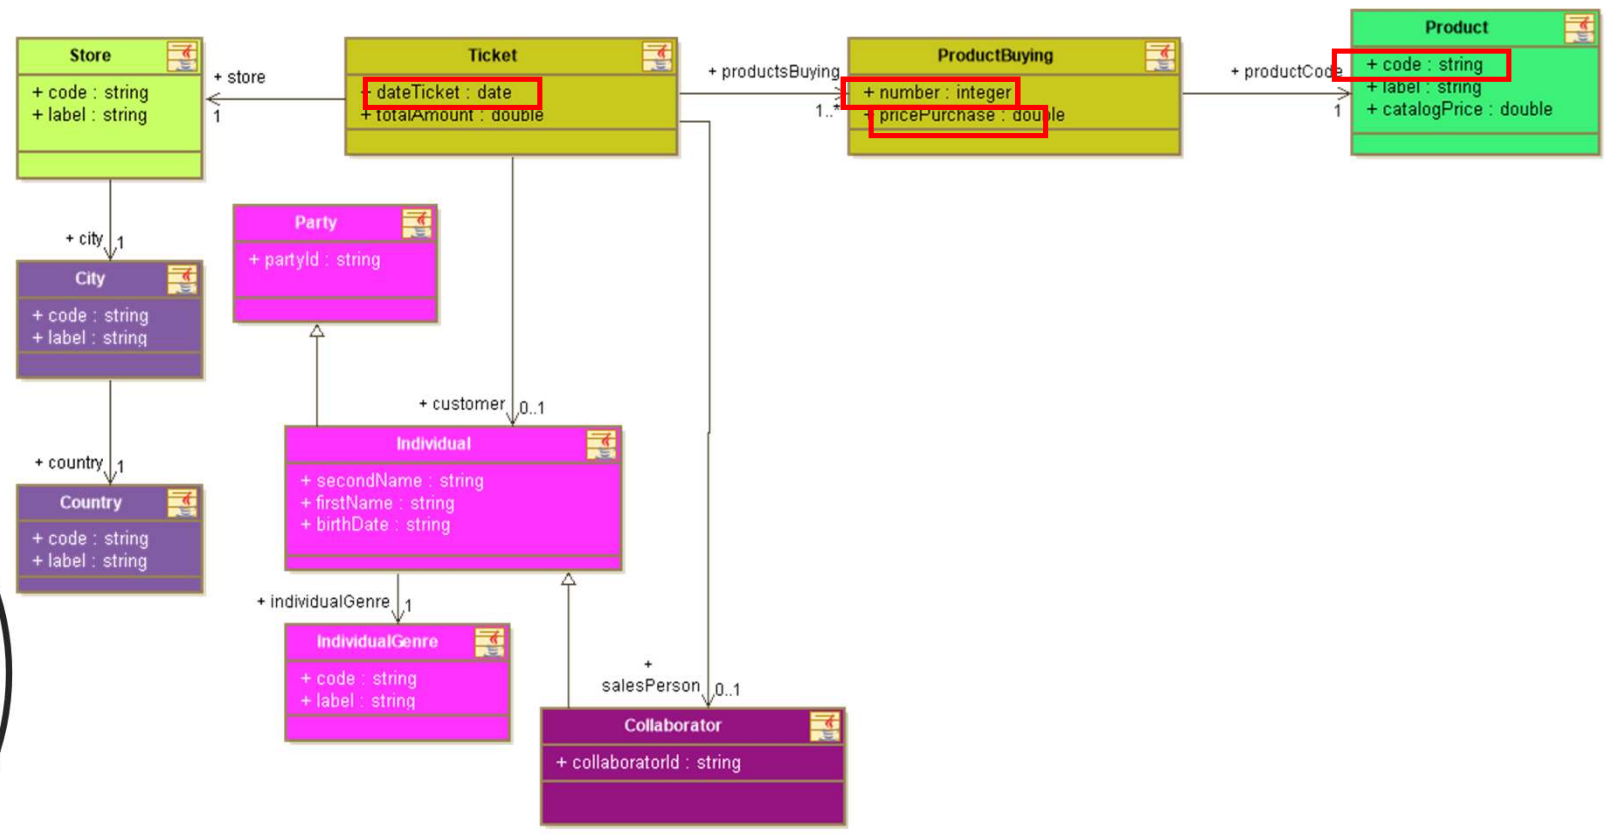 Store
+ code : string
+ label : string
+ store
1
Ticket
+ dateTicket : date
+ totalAmount : double
+ productsBuying
1..*
ProductBuying
+ number : integer
+ pricePurchase : double
+ productCode
1
Product
+ code : string
+ label : string
+ catalogPrice : double
+ city
1
City
+ code : string
+ label : string
+ country
1
Country
+ code : string
+ label : string
Party
+ partyId : string
+ customer
0..1
Individual
+ secondName : string
+ firstName : string
+ birthDate : string
+ individualGenre
1
IndividualGenre
+ code : string
+ label : string
+
salesPerson
0..1
Collaborator
+ collaboratorId : string